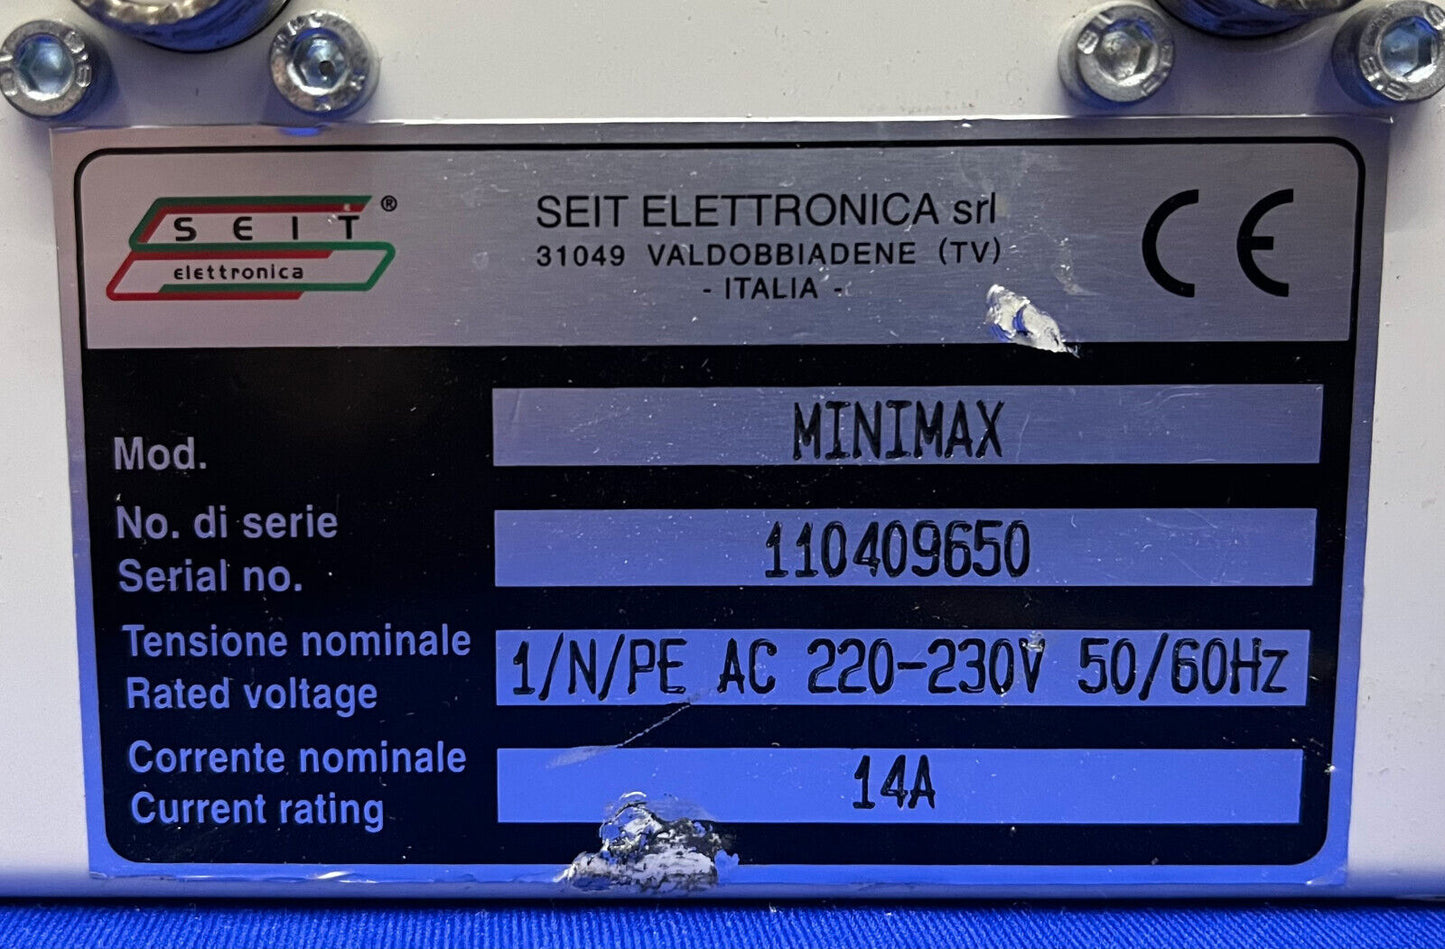 SEIT®
elettronica
SEIT ELETTRONICA srl
31049 VALDOBBIADENE (TV)
- ITALIA -
CE
Mod. MINIMAX
No. di serie
Serial no. 110409650
Tensione nominale
Rated voltage 1/N/PE AC 220-230V 50/60Hz
Corrente nominale
Current rating 14A